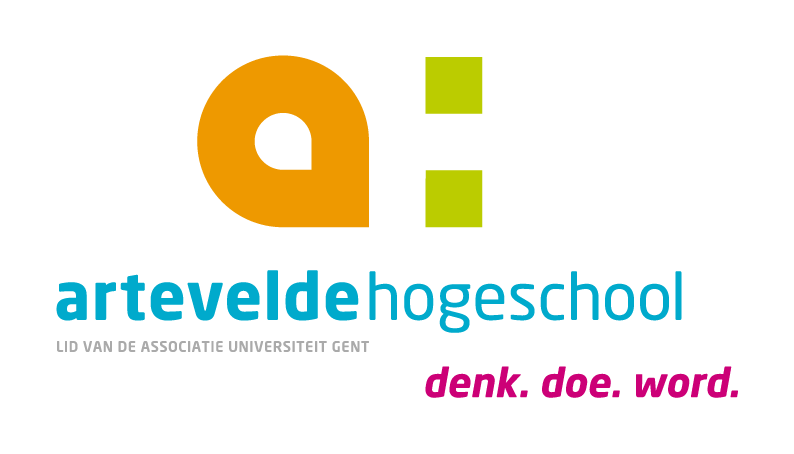 a:
arteveldehogeschool
LID VAN DE ASSOCIATIE UNIVERSITEIT GENT
denk. doe. word.